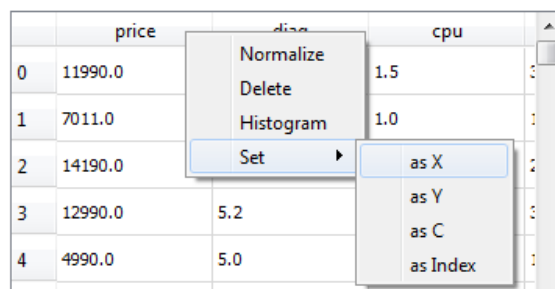 price diag cpu
0 11990.0 1.5
1 7011.0 1.0
2 14190.0
3 12990.0 5.2
4 4990.0 5.0
Normalize
Delete
Histogram
Set
as X
as Y
as C
as Index